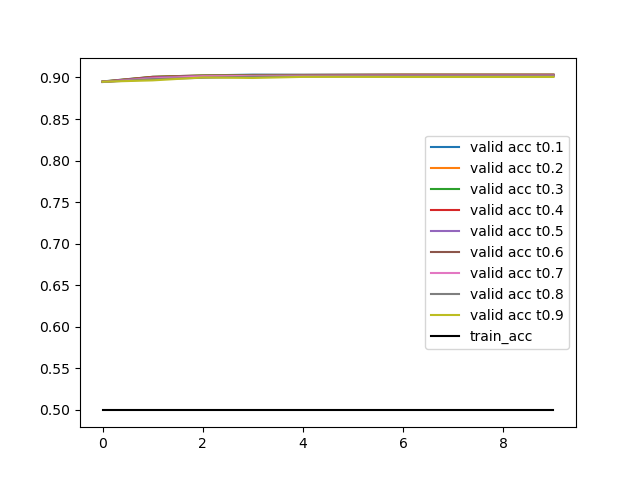 0.90
0.85
0.80
0.75
0.70
0.65
0.60
0.55
0.50
0 2 4 6 8
valid acc t0.1
valid acc t0.2
valid acc t0.3
valid acc t0.4
valid acc t0.5
valid acc t0.6
valid acc t0.7
valid acc t0.8
valid acc t0.9
train_acc